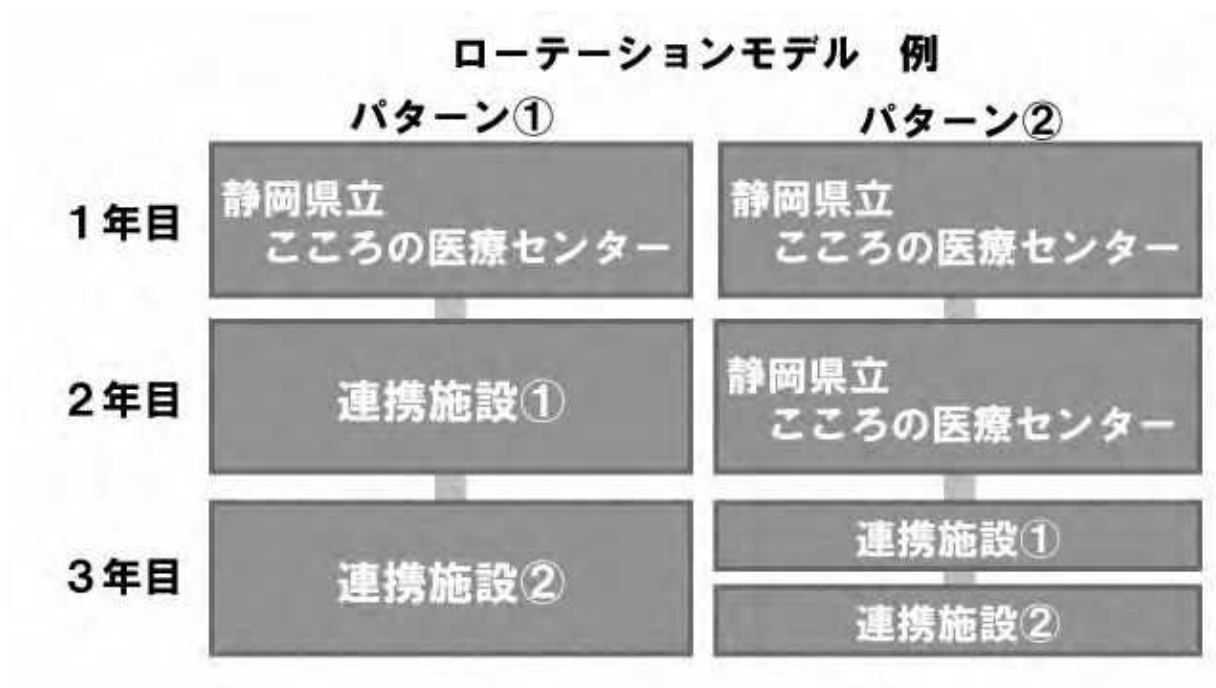 ローテーションモデル 例
パターン① パターン②
1年目
静岡県立
こころの医療センター
静岡県立
こころの医療センター
2年目
連携施設①
静岡県立
こころの医療センター
3年目
連携施設②
連携施設①
連携施設②